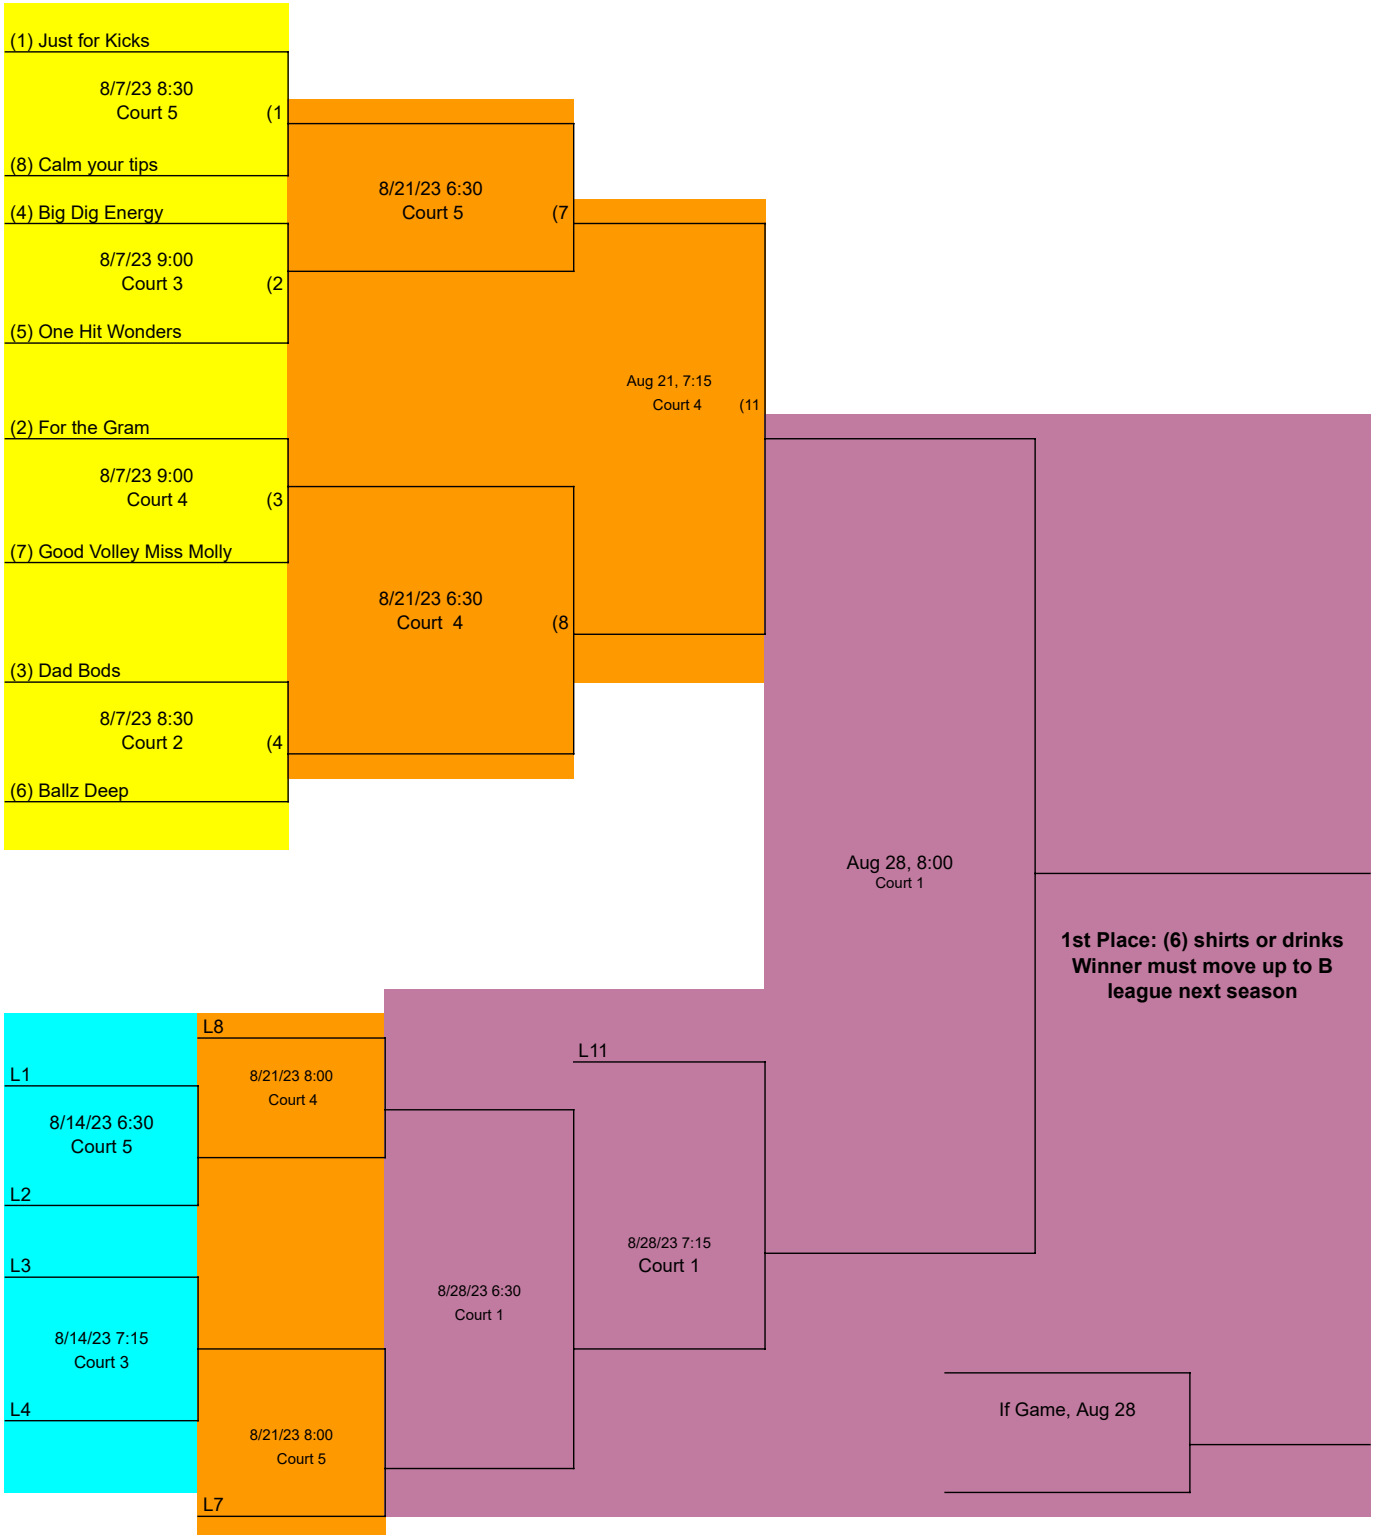 (1) Just for Kicks
8/7/23 8:30
Court 5 (1
(8) Calm your tips
(4) Big Dig Energy
8/7/23 9:00
Court 3 (2
(5) One Hit Wonders
(2) For the Gram
8/7/23 9:00
Court 4 (3
(7) Good Volley Miss Molly
(3) Dad Bods
8/7/23 8:30
Court 2 (4
(6) Ballz Deep
8/21/23 6:30
Court 5 (7
8/21/23 6:30
Court 4 (8
Aug 21, 7:15
Court 4 (11
Aug 28, 8:00
Court 1
1st Place: (6) shirts or drinks
Winner must move up to B
league next season
L1
8/14/23 6:30
Court 5
L2
L3
8/14/23 7:15
Court 3
L4
L8
8/21/23 8:00
Court 4
8/21/23 8:00
Court 5
L7
8/28/23 6:30
Court 1
L11
8/28/23 7:15
Court 1
If Game, Aug 28